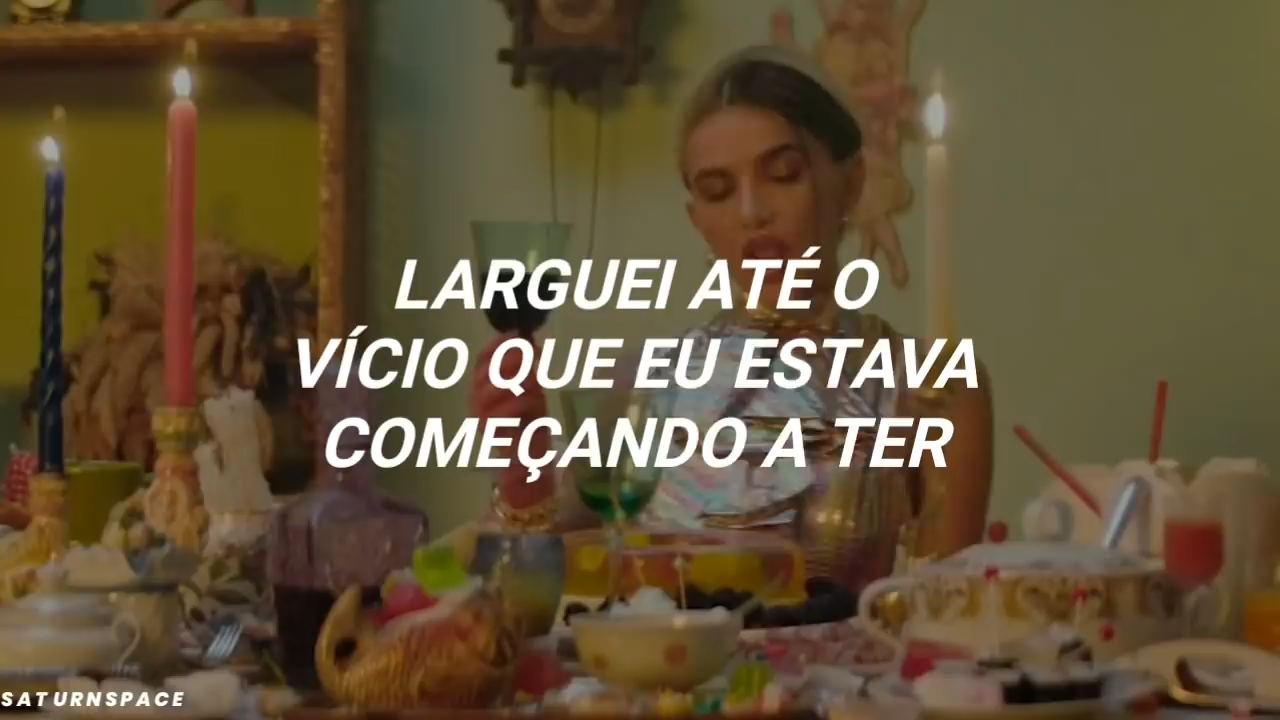 LARGUEI ATÉ O
VÍCIO QUE EU ESTAVA
COMEÇANDO A TER
SATURNSPACE